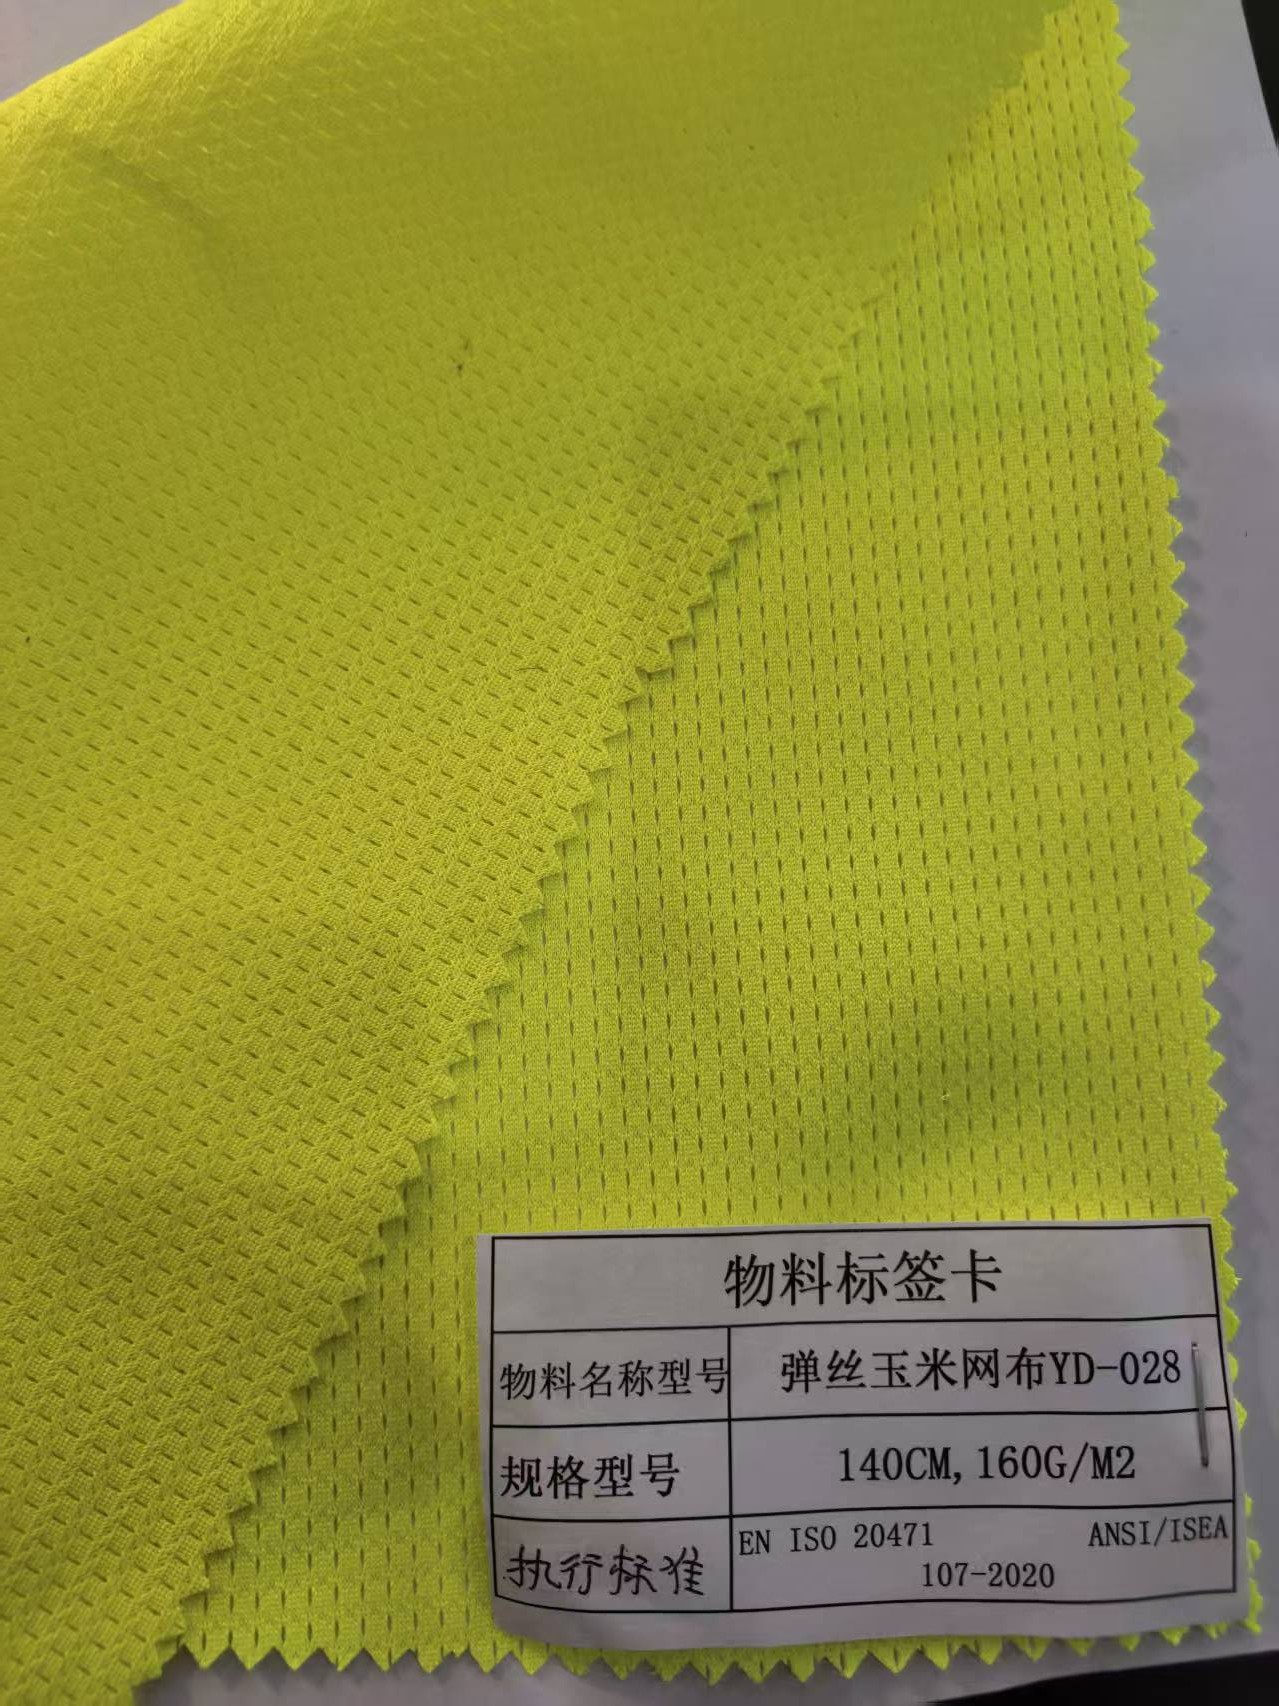 物料标签卡
物料名称型号 弹丝玉米网布YD-028
规格型号 140CM,160G/M2
执行标准 EN ISO 20471 ANSI/ISEA
107-2020